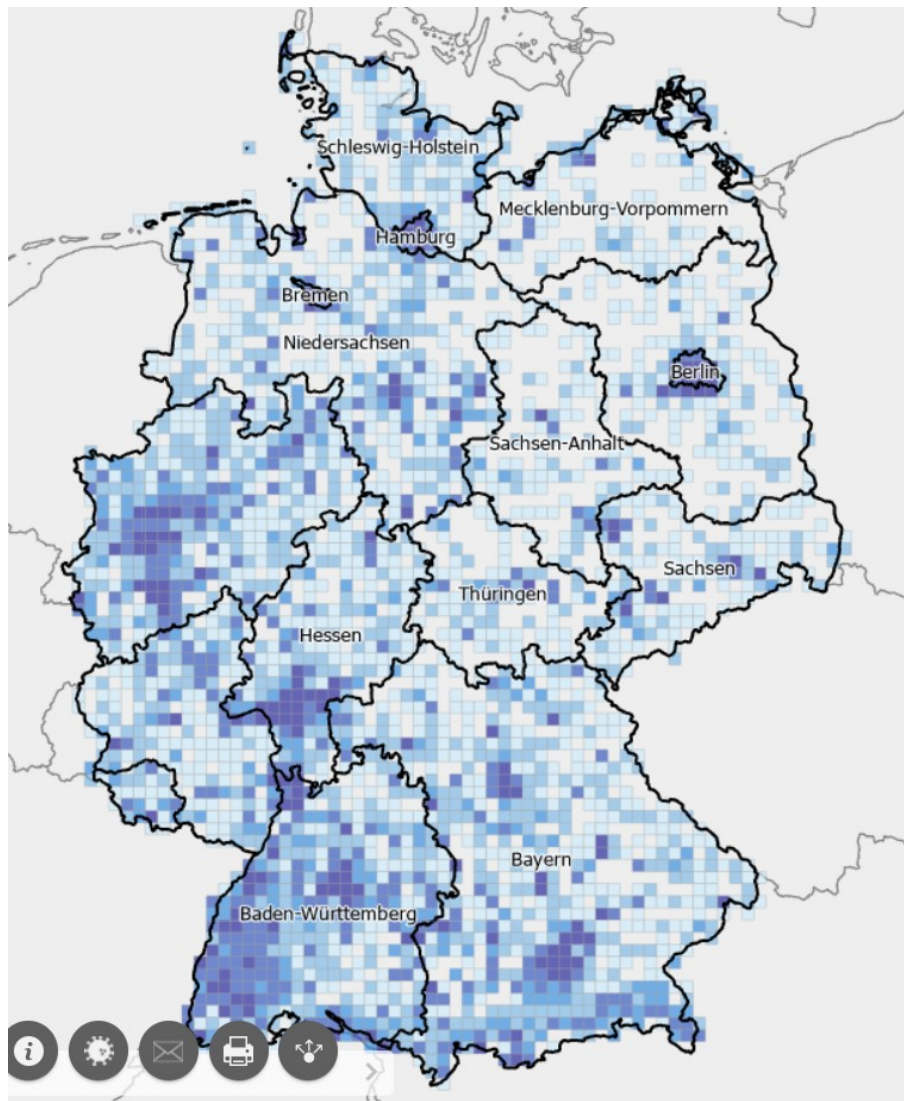 Schleswig-Holstein
Mecklenburg-Vorpommern
Hamburg
Bremen
Niedersachsen
Berlin
Sachsen-Anhalt
Sachsen
Thüringen
Hessen
Bayern
Baden-Württemberg
i